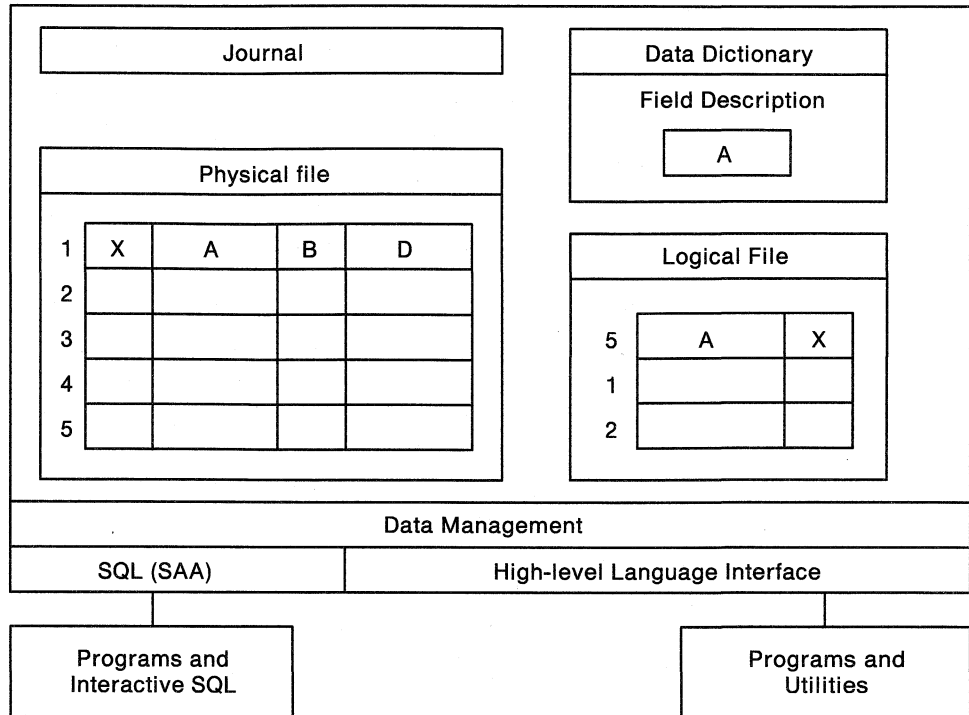 Journal
Data Dictionary
Field Description
A
Physical file
1 X A B D
2
3
4
5
Logical File
5 A X
1
2
Data Management
SQL (SAA)
High-level Language Interface
Programs and
Interactive SQL
Programs and
Utilities